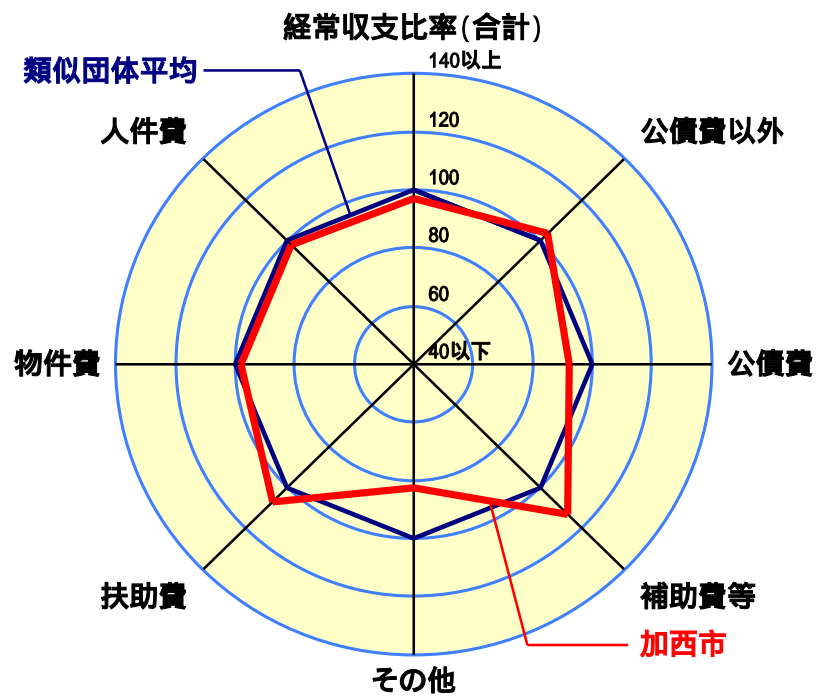 経常収支比率(合計)
140以上
類似団体平均
120
人件費
公債費以外
100
80
60
40以下
物件費
公債費
扶助費
補助費等
加西市
その他